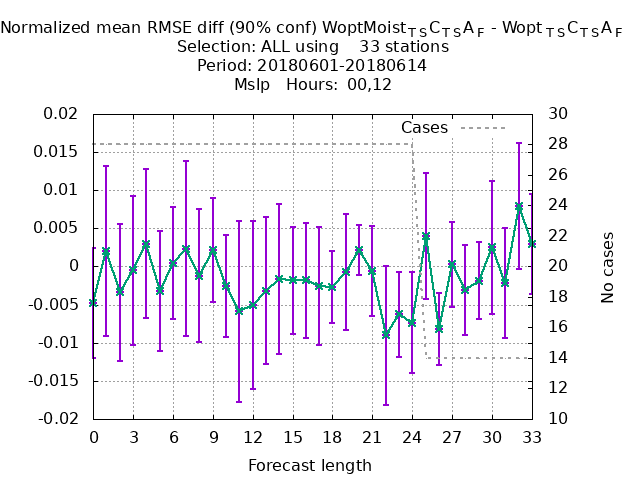 Normalized mean RMSE diff (90% conf) WoptMoist_TSC_TSA_F - Wopt_TSC_TSA_F
Selection: ALL using 33 stations
Period: 20180601-20180614
Mslp Hours: 00,12
Cases
0.02
0.015
0.01
0.005
0
-0.005
-0.01
-0.015
-0.02
30
28
26
24
22
20
18
16
14
12
10
No cases
0 3 6 9 12 15 18 21 24 27 30 33
Forecast length